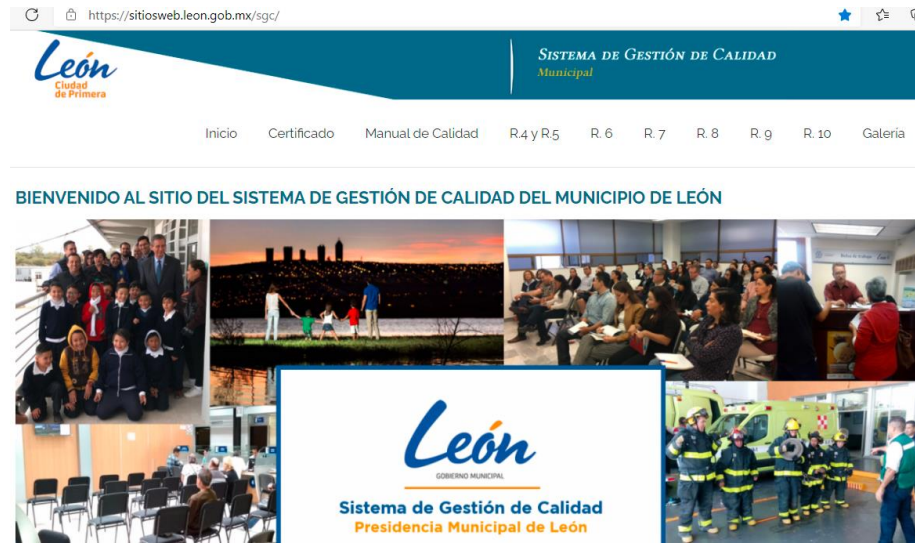 https://sitiosweb.leon.gob.mx/sgc/
León
Ciudad
de Primera
SISTEMA DE GESTIÓN DE CALIDAD
Municipal
Inicio Certificado Manual de Calidad R.4 y R.5 R. 6 R. 7 R. 8 R. 9 R. 10 Galería
BIENVENIDO AL SITIO DEL SISTEMA DE GESTIÓN DE CALIDAD DEL MUNICIPIO DE LEÓN
León
GOBIERNO MUNICIPAL
Sistema de Gestión de Calidad
Presidencia Municipal de León